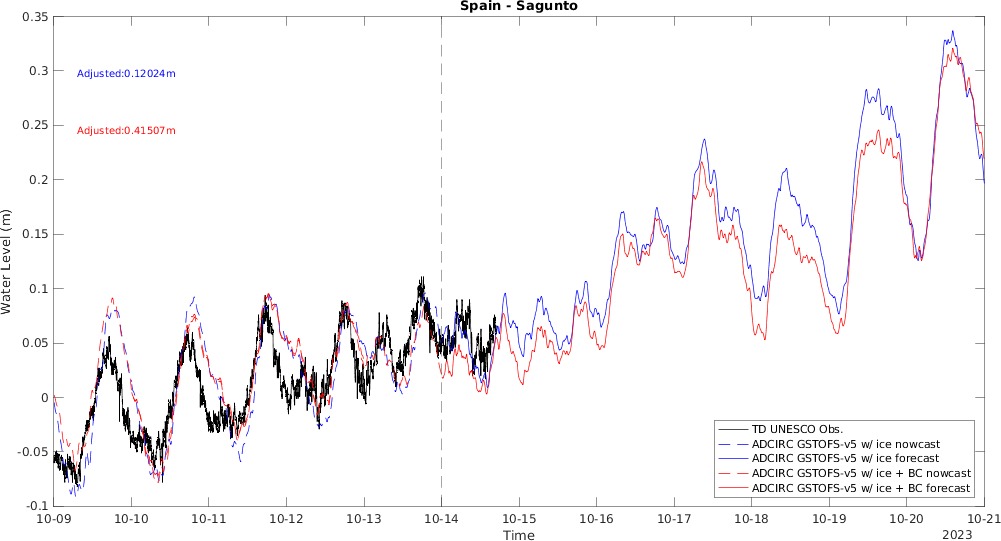 Spain - Sagunto
0.35
0.3
0.25
0.2
0.15
0.1
0.05
0
-0.05
-0.1
Water Level (m)
Adjusted:0.12024m
Adjusted:0.41507m
TD UNESCO Obs.
ADCIRC GSTOFS-v5 w/ ice nowcast
ADCIRC GSTOFS-v5 w/ ice forecast
ADCIRC GSTOFS-v5 w/ ice + BC nowcast
ADCIRC GSTOFS-v5 w/ ice + BC forecast
10-09 10-10 10-11 10-12 10-13 10-14 10-15 10-16 10-17 10-18 10-19 10-20 10-21
Time
2023